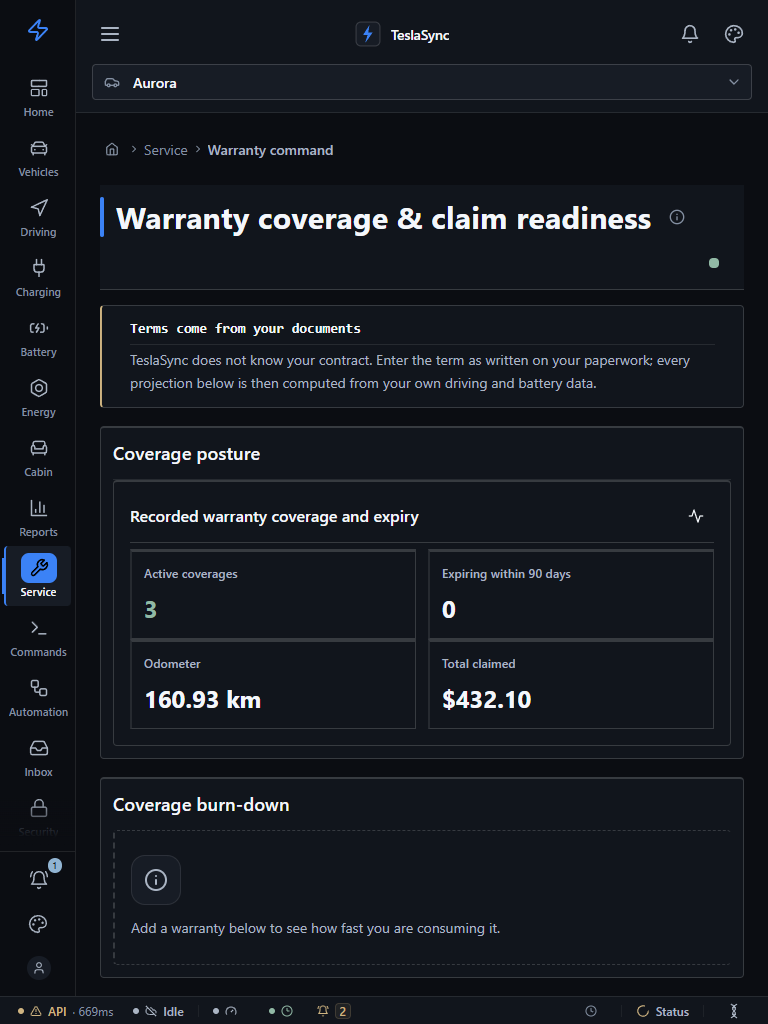 TeslaSync
Aurora
Home
Vehicles
Driving
Charging
Battery
Energy
Cabin
Reports
Service
Commands
Automation
Inbox
Security
1
Service > Warranty command
Warranty coverage & claim readiness
Terms come from your documents
TeslaSync does not know your contract. Enter the term as written on your paperwork; every
projection below is then computed from your own driving and battery data.
Coverage posture
Recorded warranty coverage and expiry
Active coverages
3
Expiring within 90 days
0
Odometer
160.93 km
Total claimed
$432.10
Coverage burn-down
Add a warranty below to see how fast you are consuming it.
API · 669ms
Idle
2
Status